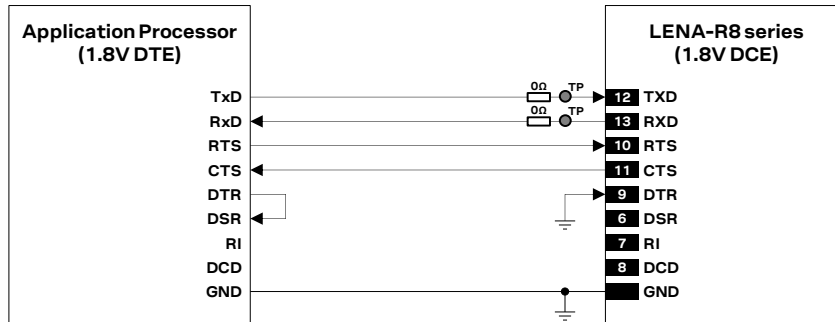 Application Processor
(1.8V DTE)
LENA-R8 series
(1.8V DCE)
TxD 0Ω TP 12 TXD
RxD 0Ω TP 13 RXD
RTS 10 RTS
CTS 11 CTS
DTR 9 DTR
DSR 6 DSR
RI 7 RI
DCD 8 DCD
GND GND